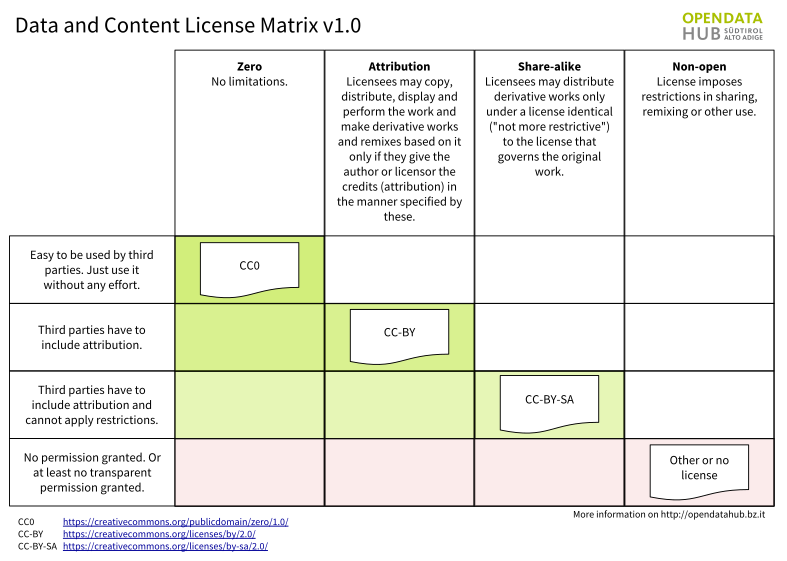 Data and Content License Matrix v1.0
OPENDATA
HUB SÜDTIROL
ALTO ADIGE
Zero
No limitations.
Attribution
Licensees may copy,
distribute, display and
perform the work and
make derivative works
and remixes based on it
only if they give the
author or licensor the
credits (attribution) in
the manner specified by
these.
Share-alike
Licensees may distribute
derivative works only
under a license identical
("not more restrictive")
to the license that
governs the original
work.
Non-open
License imposes
restrictions in sharing,
remixing or other use.
Easy to be used by third
parties. Just use it
without any effort.
CC0
Third parties have to
include attribution.
CC-BY
Third parties have to
include attribution and
cannot apply restrictions.
CC-BY-SA
No permission granted. Or
at least no transparent
permission granted.
Other or no
license
More information on http://opendatahub.bz.it
CC0 https://creativecommons.org/publicdomain/zero/1.0/
CC-BY https://creativecommons.org/licenses/by/2.0/
CC-BY-SA https://creativecommons.org/licenses/by-sa/2.0/